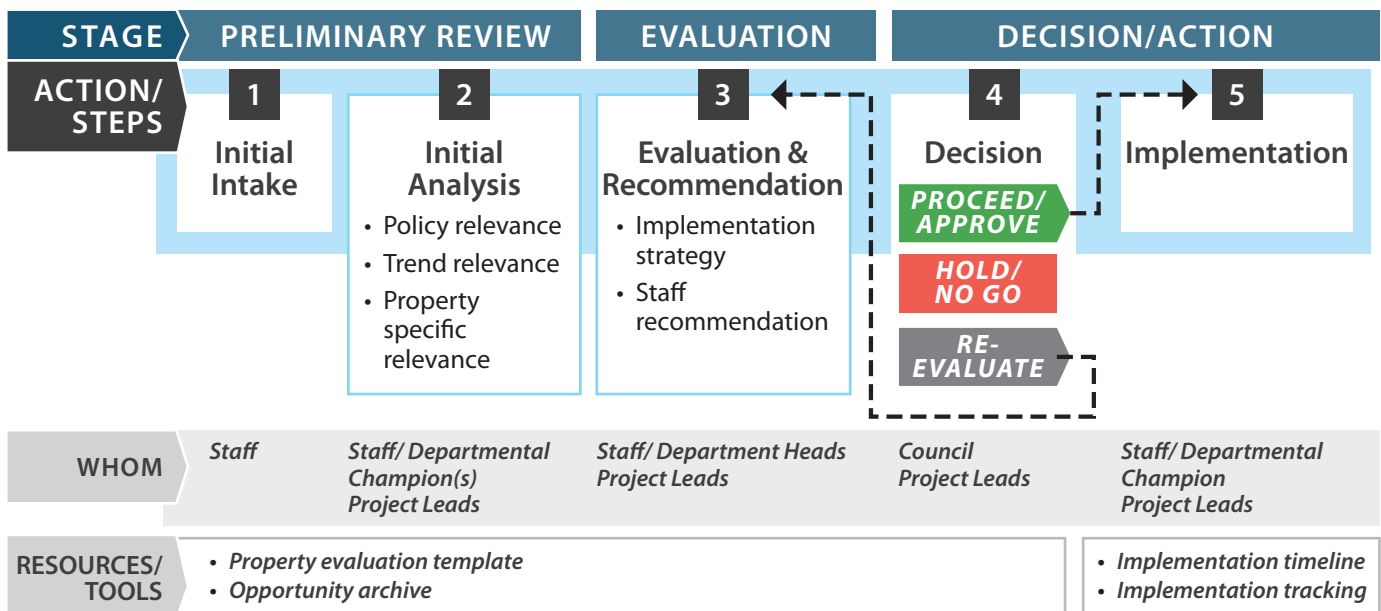 STAGE
PRELIMINARY REVIEW
EVALUATION
DECISION/ACTION
ACTION/
STEPS
1
Initial
Intake
2
Initial
Analysis
• Policy relevance
• Trend relevance
• Property
specific
relevance
3
Evaluation &
Recommendation
• Implementation
strategy
• Staff
recommendation
4
Decision
PROCEED/
APPROVE
HOLD/
NO GO
RE-
EVALUATE
5
Implementation
WHOM
Staff
Staff/ Departmental
Champion(s)
Project Leads
Staff/ Department Heads
Project Leads
Council
Project Leads
Staff/ Departmental
Champion
Project Leads
RESOURCES/
TOOLS
• Property evaluation template
• Opportunity archive
• Implementation timeline
• Implementation tracking